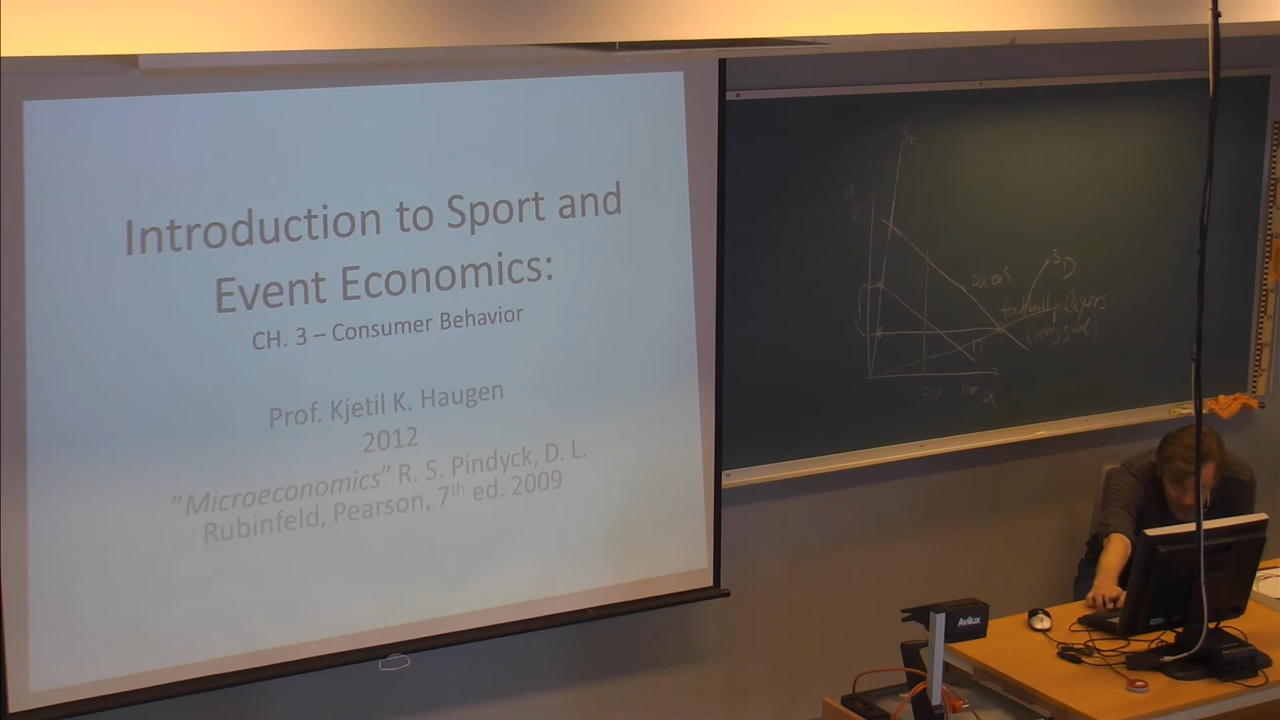 Introduction to Sport and
Event Economics:
CH. 3 – Consumer Behavior
Prof. Kjetil K. Haugen
2012
"Microeconomics" R. S. Pindyck, D. L.
Rubinfeld, Pearson, 7th ed. 2009
S
D
football players
Avilux